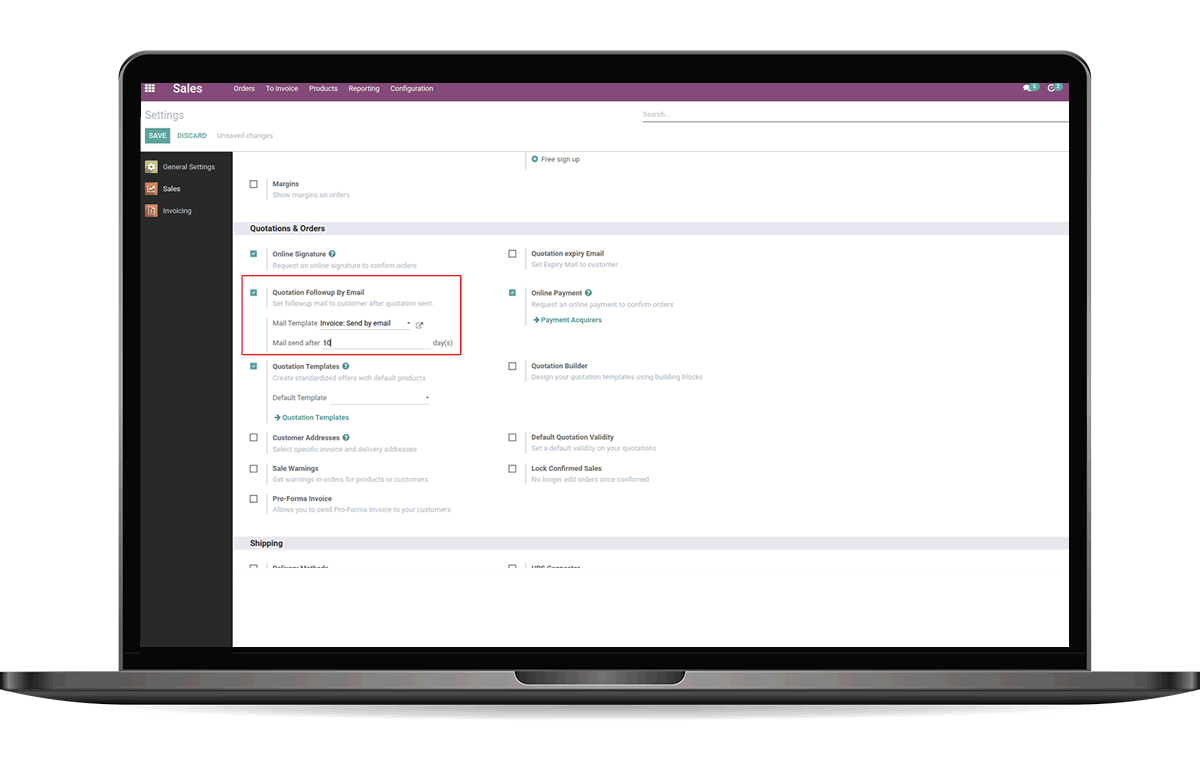 Sales Orders To Invoice Products Reporting Configuration
Settings
Search...
SAVE DISCARD Unsaved changes
General Settings
Sales
Invoicing
Free sign up
Margins
Show margins on orders
Quotations & Orders
Online Signature
Request an online signature to confirm orders
Quotation expiry Email
Set Expiry Mail to customer.
Quotation Followup By Email
Set followup mail to customer after quotation sent.
Mail Template Invoice: Send by email
Mail send after 10 day(s)
Online Payment
Request an online payment to confirm orders
Payment Acquirers
Quotation Templates
Create standardized offers with default products
Default Template
Quotation Templates
Quotation Builder
Design your quotation templates using building blocks
Customer Addresses
Select specific invoice and delivery addresses
Default Quotation Validity
Set a default validity on your quotations
Sale Warnings
Get warnings in orders for products or customers
Lock Confirmed Sales
No longer edit orders once confirmed
Pro-Forma Invoice
Allows you to send Pro-Forma Invoice to your customers
Shipping
Delivery Methods
UPS Connector